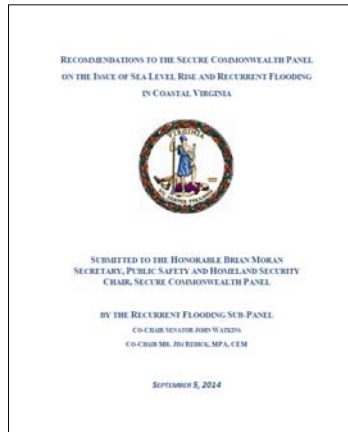 RECOMMENDATIONS TO THE SECURE COMMONWEALTH PANEL
ON THE ISSUE OF SEA LEVEL RISE AND RECURRENT FLOODING
IN COASTAL VIRGINIA
VIRGINIA
SUBMITTED TO THE HONORABLE BRIAN MORAN
SECRETARY, PUBLIC SAFETY AND HOMELAND SECURITY
CHAIR, SECURE COMMONWEALTH PANEL
BY THE RECURRENT FLOODING SUB-PANEL
CO-CHAIR SENATOR JOHN WATKINS
CO-CHAIR MR. JIM REDICK, MPA, CEM
SEPTEMBER 5, 2014